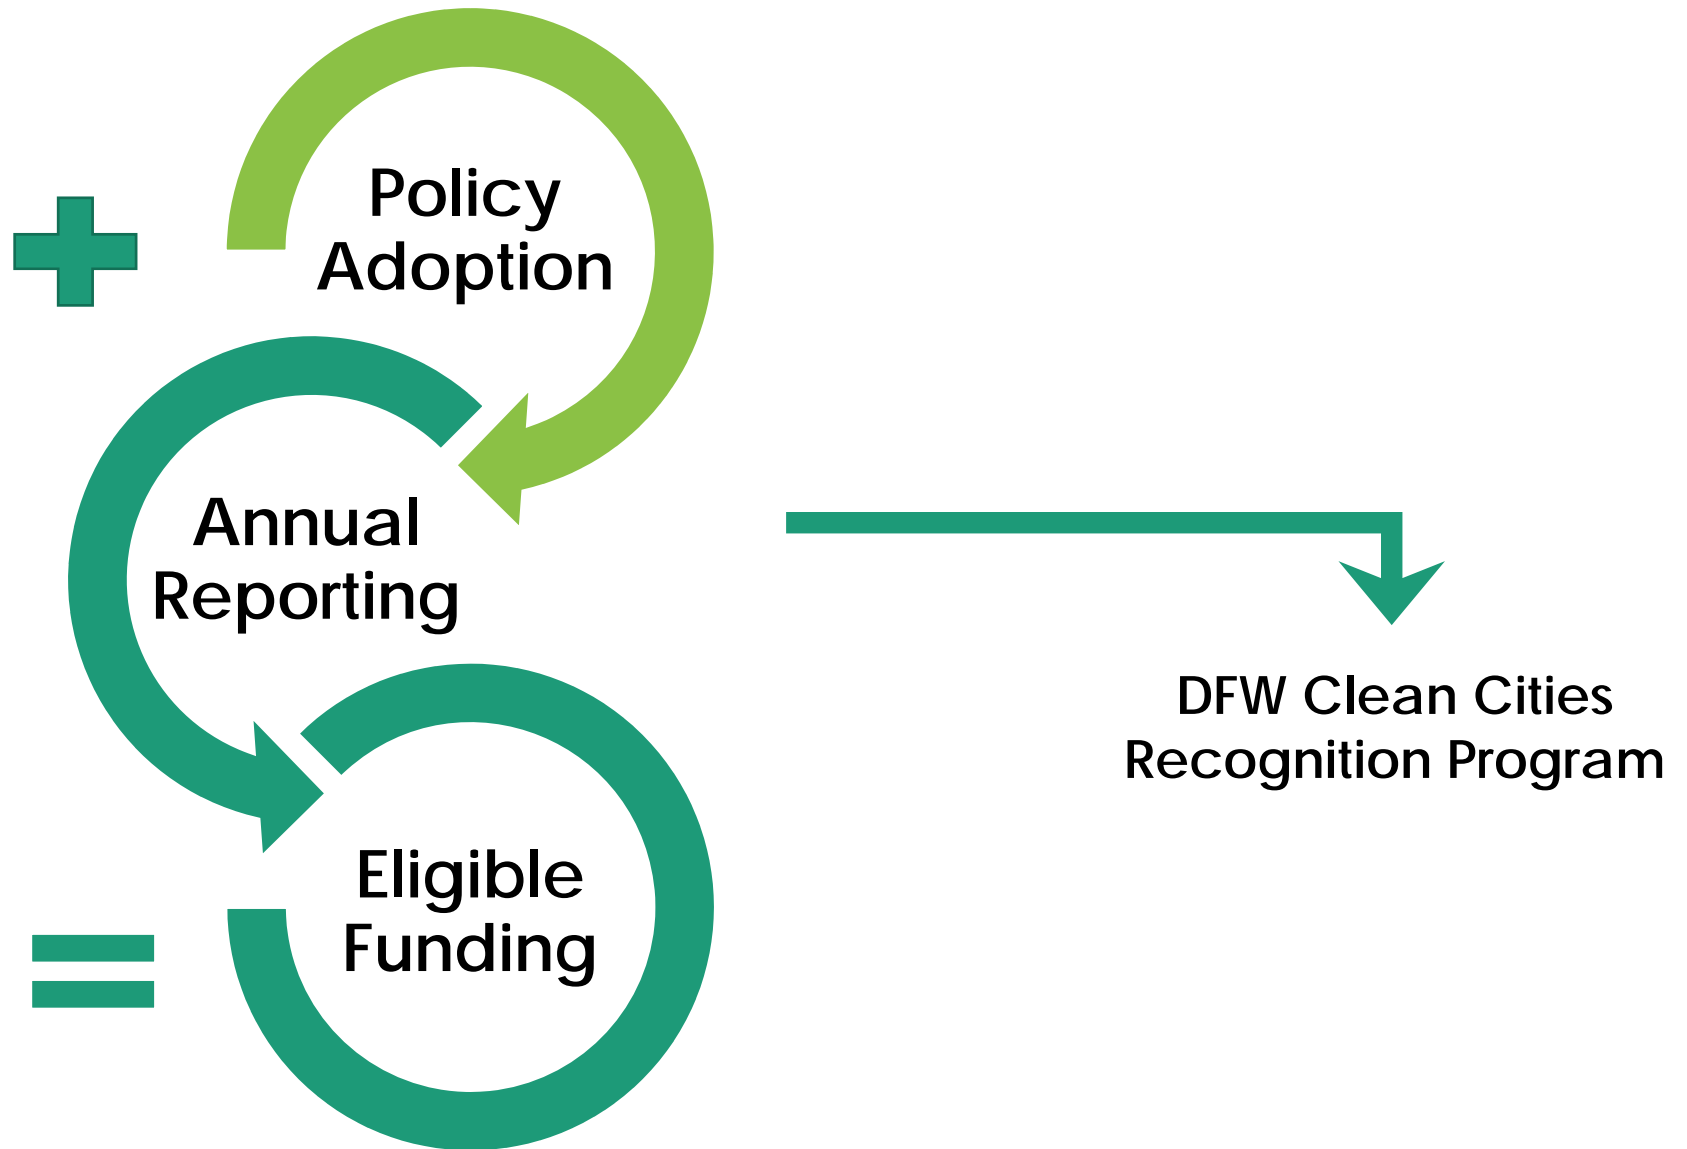 Policy
Adoption
Annual
Reporting
Eligible
Funding
DFW Clean Cities
Recognition Program